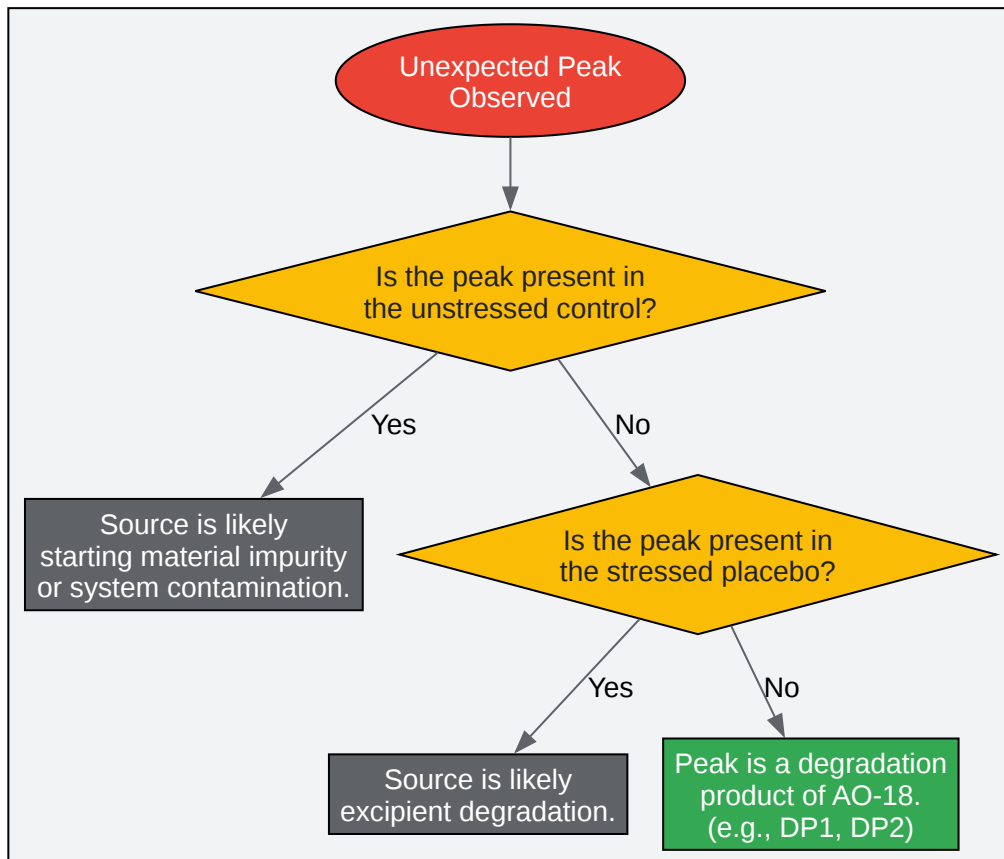 Unexpected Peak
Observed
Is the peak present in
the unstressed control?
Yes
No
Source is likely
starting material impurity
or system contamination.
Is the peak present in
the stressed placebo?
Yes
No
Source is likely
excipient degradation.
Peak is a degradation
product of AO-18.
(e.g., DP1, DP2)